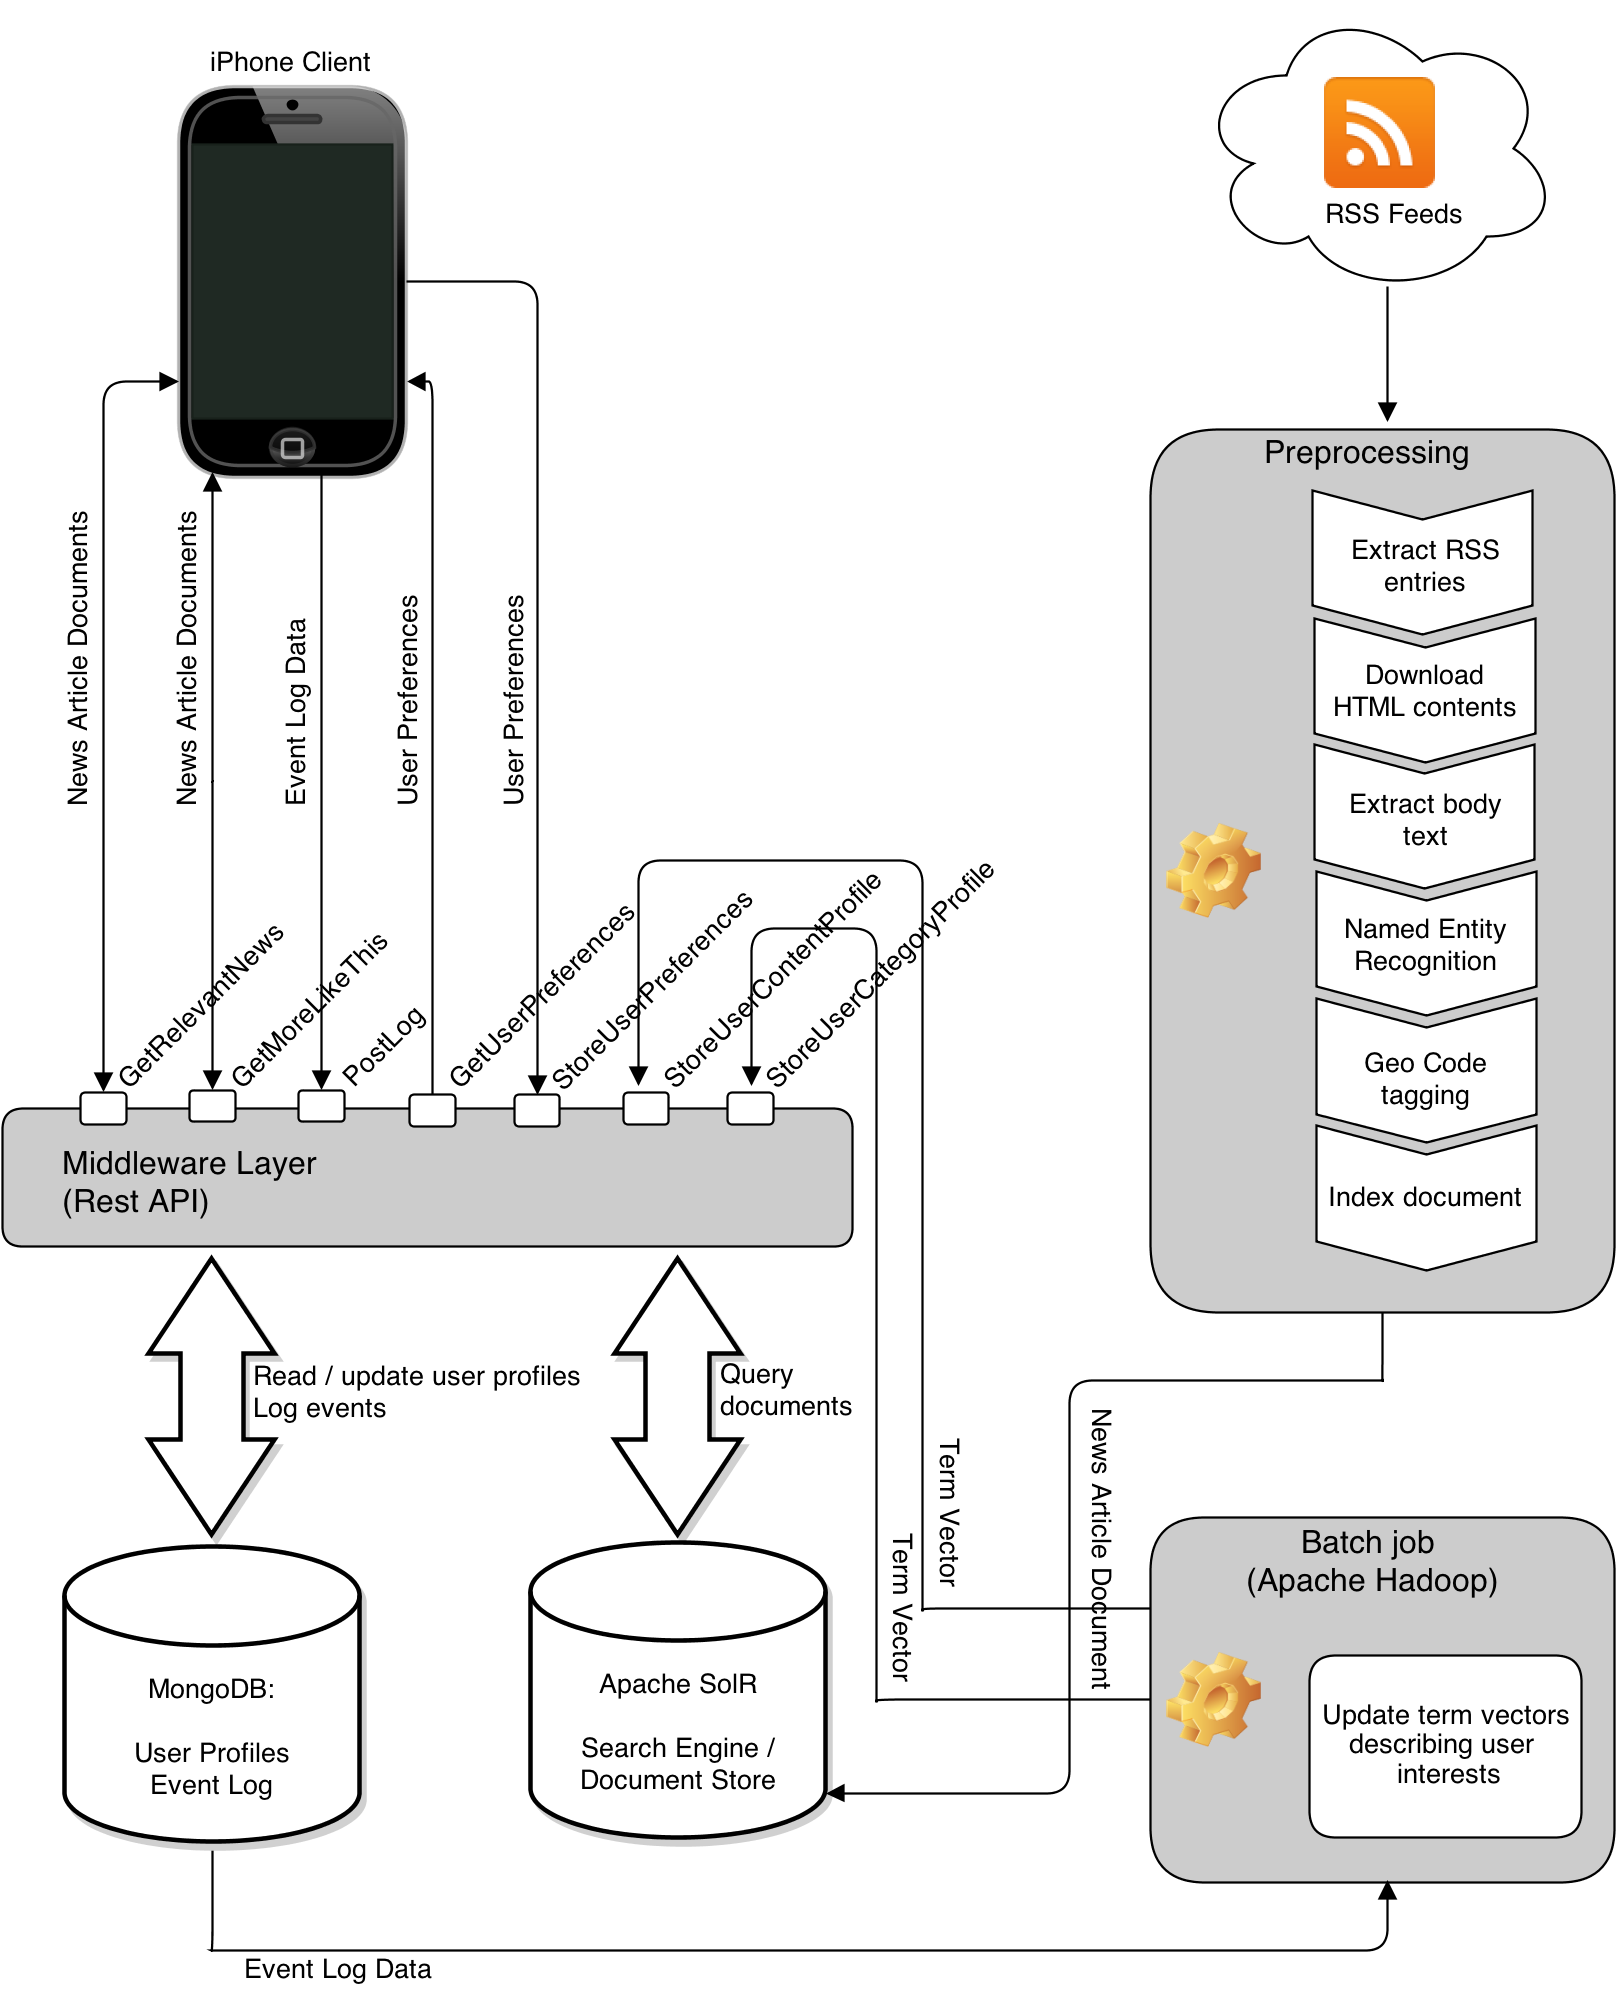 iPhone Client
RSS Feeds
News Article Documents
News Article Documents
Event Log Data
User Preferences
User Preferences
GetRelevantNews
GetMoreLikeThis
PostLog
GetUserPreferences
StoreUserPreferences
StoreUserContentProfile
StoreUserCategoryProfile
Middleware Layer
(Rest API)
Preprocessing
Extract RSS
entries
Download
HTML contents
Extract body
text
Named Entity
Recognition
Geo Code
tagging
Index document
Read / update user profiles
Log events
Query
documents
Term Vector
Term Vector
News Article Document
MongoDB:
User Profiles
Event Log
Apache SolR
Search Engine /
Document Store
Batch job
(Apache Hadoop)
Update term vectors
describing user
interests
Event Log Data